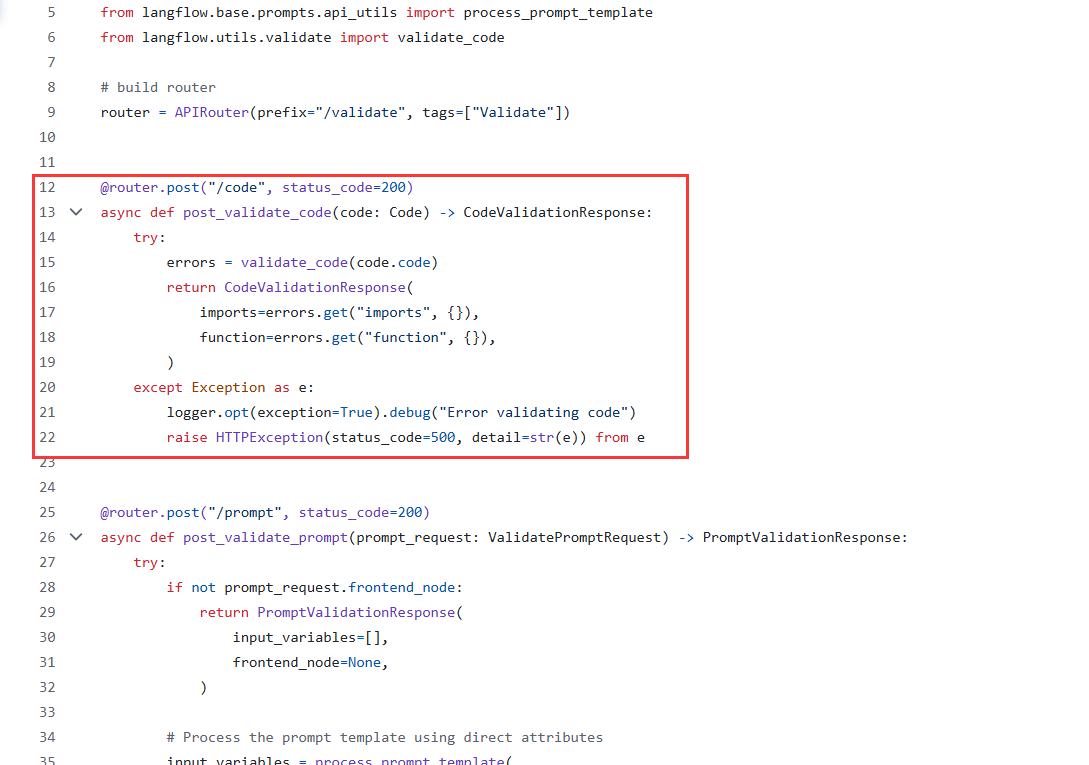 5 from langflow.base.prompts.api_utils import process_prompt_template
6 from langflow.utils.validate import validate_code
7
8 # build router
9 router = APIRouter(prefix="/validate", tags=["Validate"])
10
11
12 @router.post("/code", status_code=200)
13 async def post_validate_code(code: Code) -> CodeValidationResponse:
14     try:
15         errors = validate_code(code.code)
16         return CodeValidationResponse(
17             imports=errors.get("imports", {}),
18             function=errors.get("function", {}),
19         )
20     except Exception as e:
21         logger.opt(exception=True).debug("Error validating code")
22         raise HTTPException(status_code=500, detail=str(e)) from e
23
24
25 @router.post("/prompt", status_code=200)
26 async def post_validate_prompt(prompt_request: ValidatePromptRequest) -> PromptValidationResponse:
27     try:
28         if not prompt_request.frontend_node:
29             return PromptValidationResponse(
30                 input_variables=[],
31                 frontend_node=None,
32             )
33
34         # Process the prompt template using direct attributes
35         input_variables = process_prompt_template(